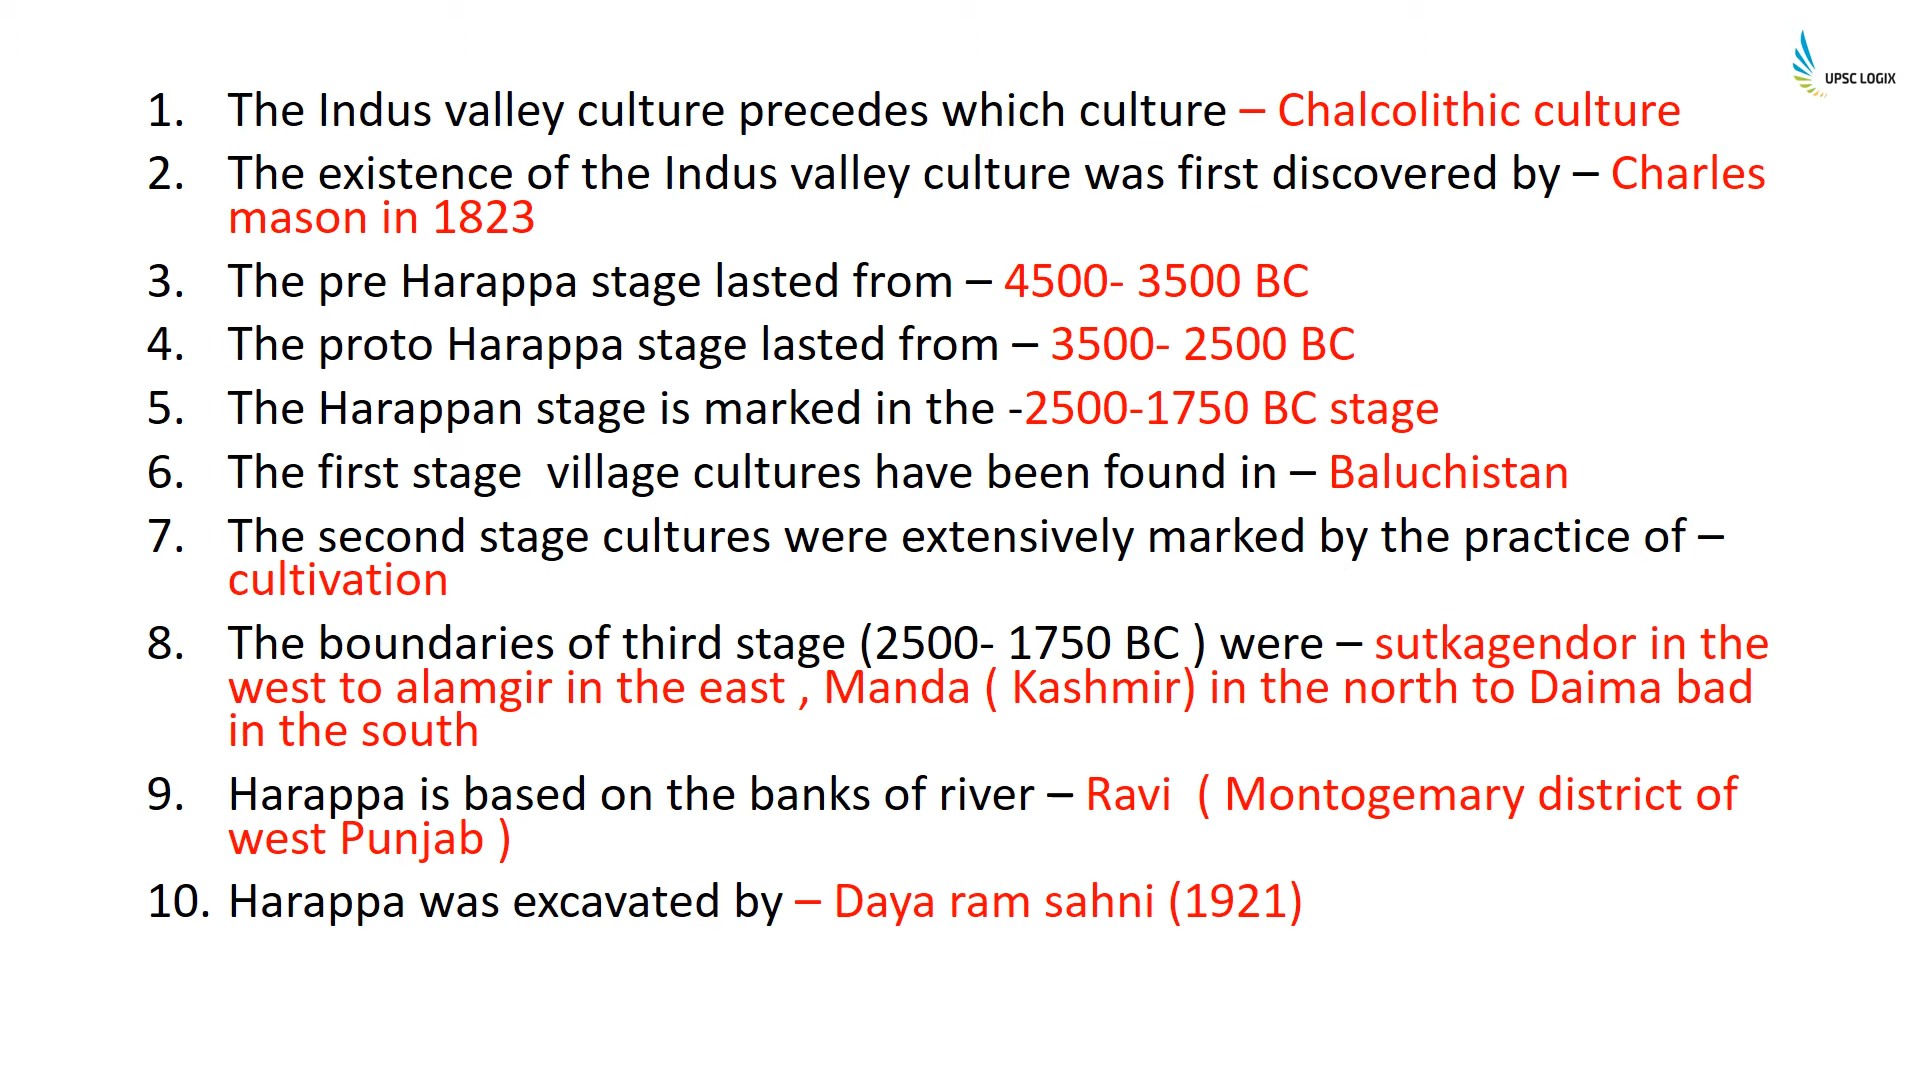 UPSC LOGIX
1. The Indus valley culture precedes which culture – Chalcolithic culture
2. The existence of the Indus valley culture was first discovered by – Charles
mason in 1823
3. The pre Harappa stage lasted from – 4500- 3500 BC
4. The proto Harappa stage lasted from – 3500- 2500 BC
5. The Harappan stage is marked in the -2500-1750 BC stage
6. The first stage  village cultures have been found in – Baluchistan
7. The second stage cultures were extensively marked by the practice of –
cultivation
8. The boundaries of third stage (2500- 1750 BC ) were – sutkagendor in the
west to alamgir in the east , Manda ( Kashmir) in the north to Daima bad
in the south
9. Harappa is based on the banks of river – Ravi  ( Montogemary district of
west Punjab )
10. Harappa was excavated by – Daya ram sahni (1921)